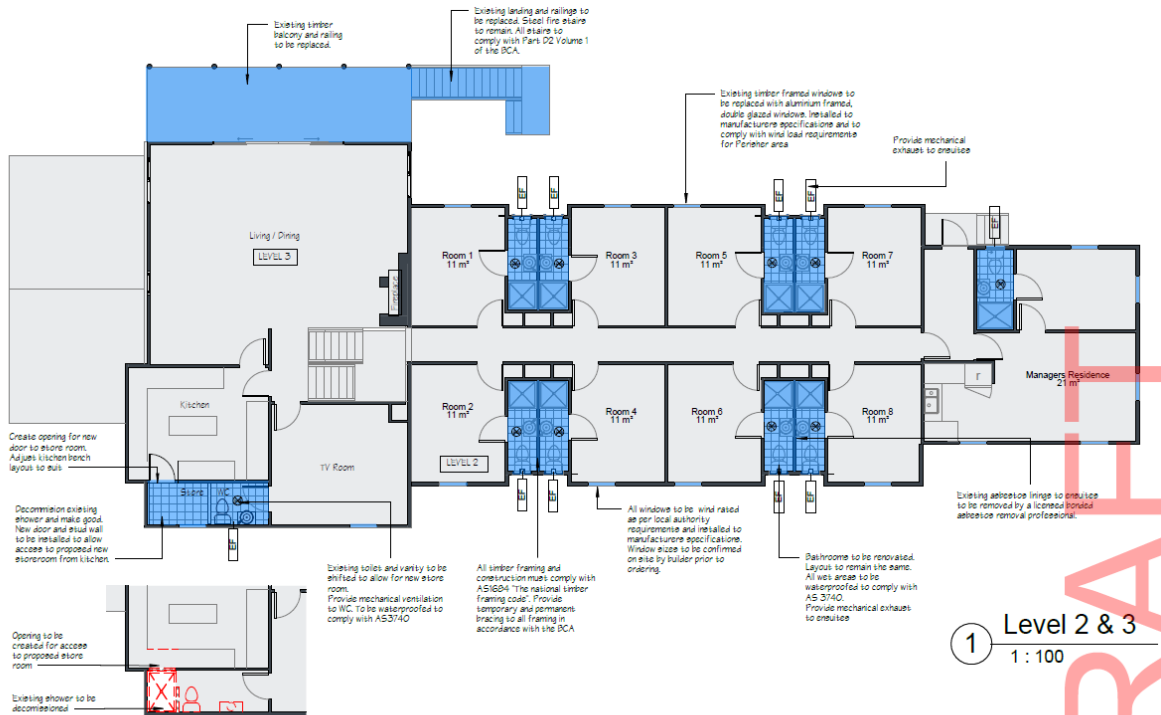 Existing timber
balcony and railing
to be replaced.
Existing landing and railings to
be replaced. Steel fire stairs
to remain. All stairs to
comply with Part D2 Volume 1
of the BCA.
Existing timber framed windows to
be replaced with aluminium framed,
double glazed windows. Installed to
manufacturers specifications and to
comply with wind load requirements
for Perisher area
Provide mechanical
exhaust to ensuites
EF
EF
EF
EF
EF
Living / Dining
LEVEL 3
Fireplace
Room 1
11 m²
Room 3
11 m²
Room 5
11 m²
Room 7
11 m²
Managers Residence
21 m²
r
Kitchen
Room 2
11 m²
Room 4
11 m²
Room 6
11 m²
Room 8
11 m²
LEVEL 2
TV Room
Store
WC
EF
EF
EF
EF
EF
Create opening for new
door to store room.
Adjust kitchen bench
layout to suit
Decommision existing
shower and make good.
New door and stud wall
to be installed to allow
access to proposed new
storeroom from kitchen.
Existing toilet and vanity to be
shifted to allow for new store
room.
Provide mechanical ventilation
to WC. To be waterproofed to
comply with AS3740
All timber framing and
construction must comply with
AS1684 "The national timber
framing code". Provide
temporary and permanent
bracing to all framing in
accordance with the BCA
All windows to be wind rated
as per local authority
requirements and installed to
manufacturers specifications.
Window sizes to be confirmed
on site by builder prior to
ordering.
Bathrooms to be renovated.
Layout to remain the same.
All wet areas to be
waterproofed to comply with
AS 3740.
Provide mechanical exhaust
to ensuites
Existing asbestos linings to ensuites
to be removed by a licensed bonded
asbestos removal professional.
Opening to be
created for access
to proposed store
room
Existing shower to be
decomissioned
1
Level 2 & 3
1 : 100
RAFT